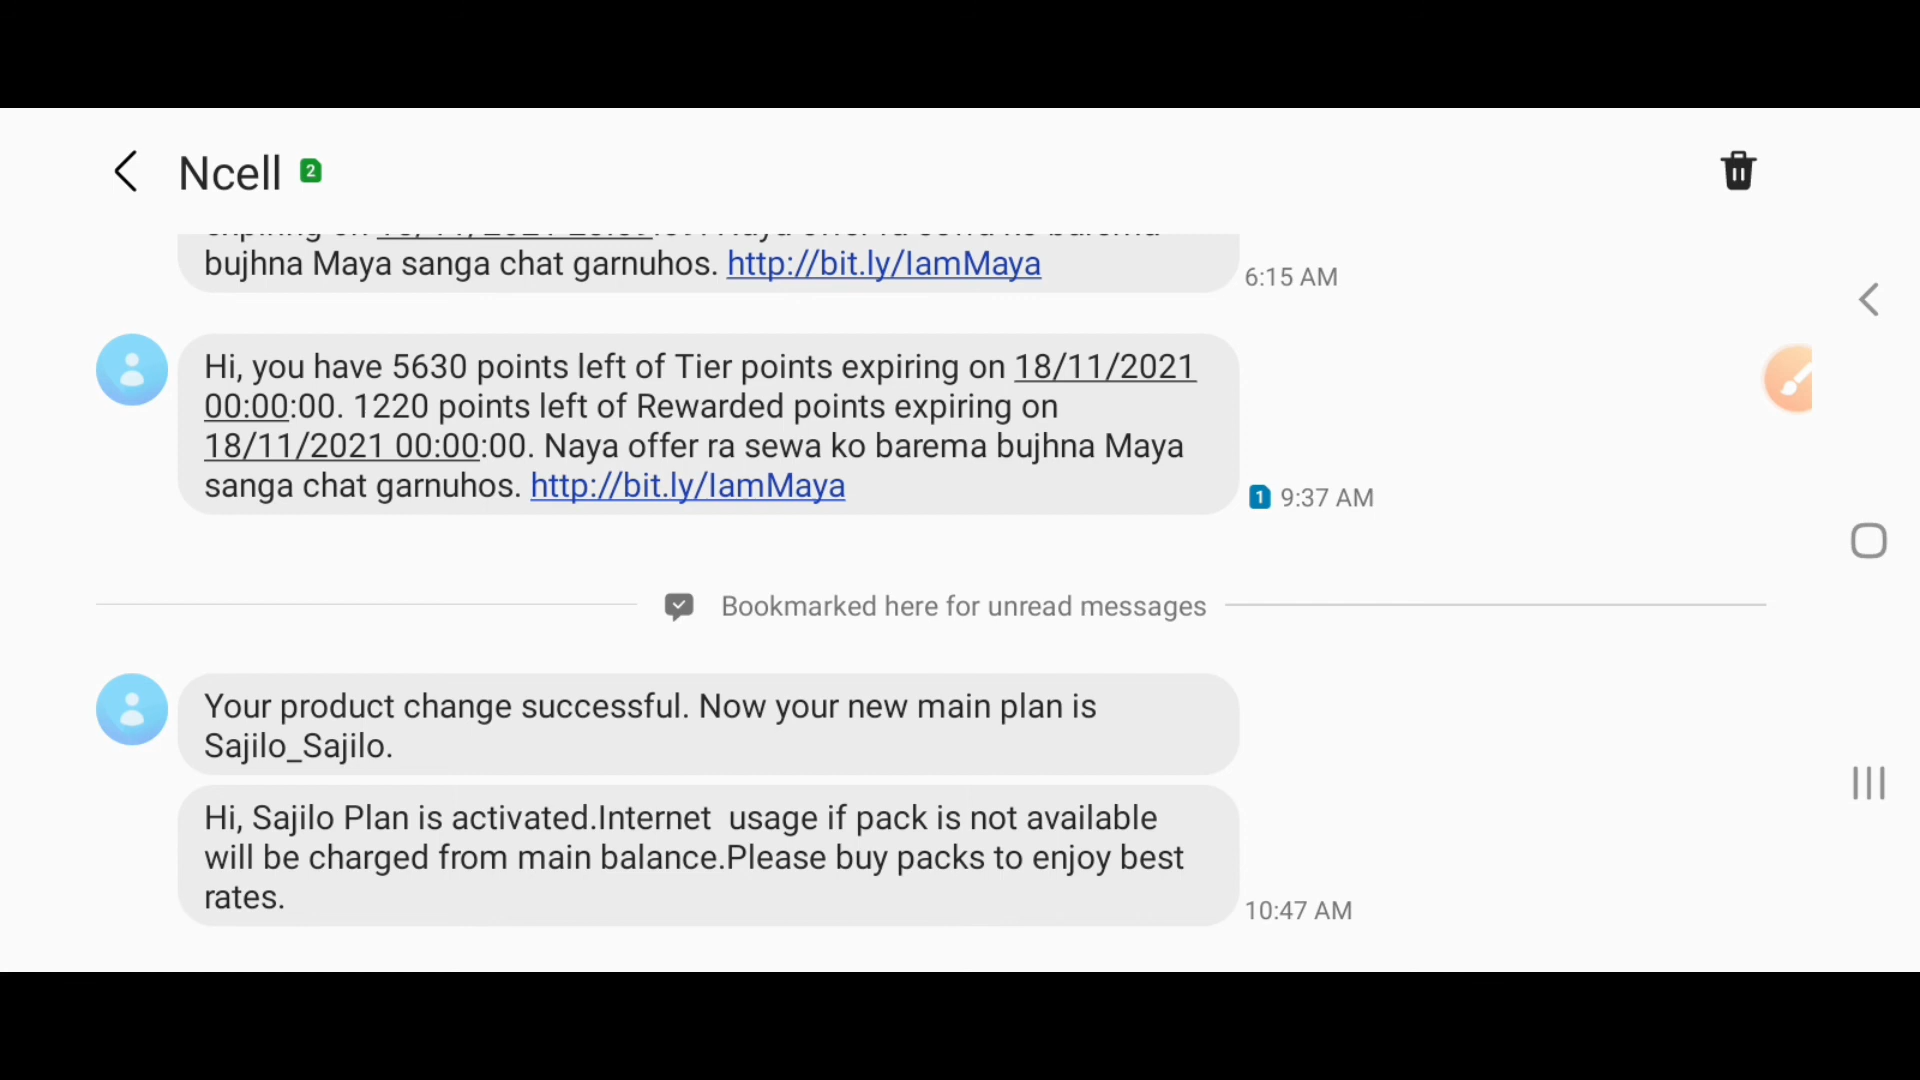 Ncell 2
bujhna Maya sanga chat garnuhos. http://bit.ly/IamMaya
6:15 AM
Hi, you have 5630 points left of Tier points expiring on 18/11/2021
00:00:00. 1220 points left of Rewarded points expiring on
18/11/2021 00:00:00. Naya offer ra sewa ko barema bujhna Maya
sanga chat garnuhos. http://bit.ly/IamMaya
1 9:37 AM
Bookmarked here for unread messages
Your product change successful. Now your new main plan is
Sajilo_Sajilo.
Hi, Sajilo Plan is activated.Internet  usage if pack is not available
will be charged from main balance.Please buy packs to enjoy best
rates.
10:47 AM